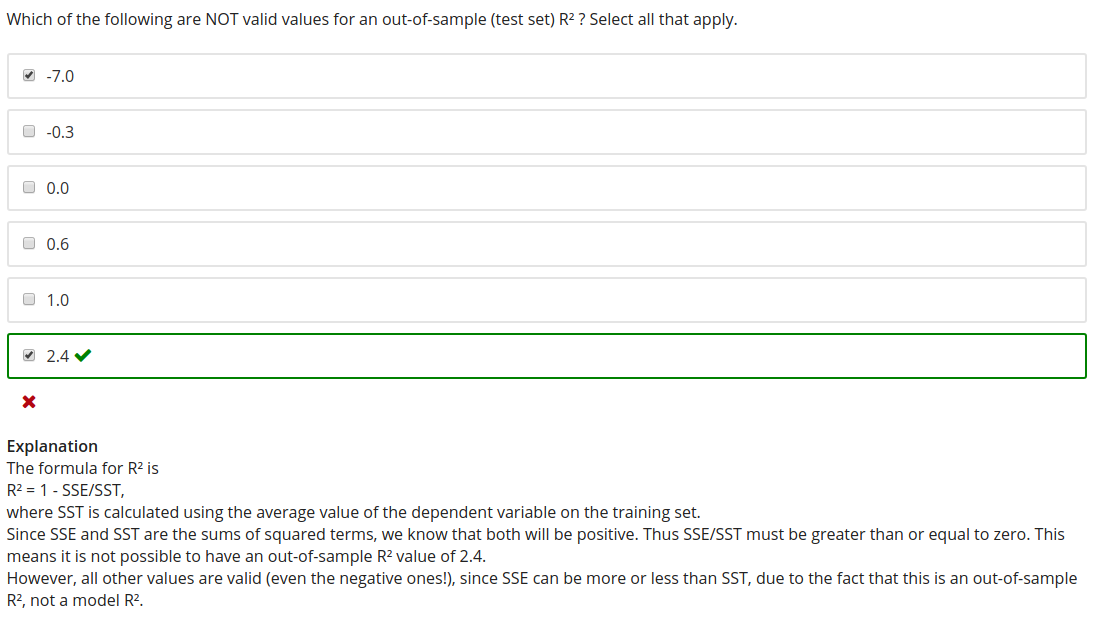 Which of the following are NOT valid values for an out-of-sample (test set) R² ? Select all that apply.
-7.0
-0.3
0.0
0.6
1.0
2.4
Explanation
The formula for R² is
R² = 1 - SSE/SST,
where SST is calculated using the average value of the dependent variable on the training set.
Since SSE and SST are the sums of squared terms, we know that both will be positive. Thus SSE/SST must be greater than or equal to zero. This
means it is not possible to have an out-of-sample R² value of 2.4.
However, all other values are valid (even the negative ones!), since SSE can be more or less than SST, due to the fact that this is an out-of-sample
R², not a model R².